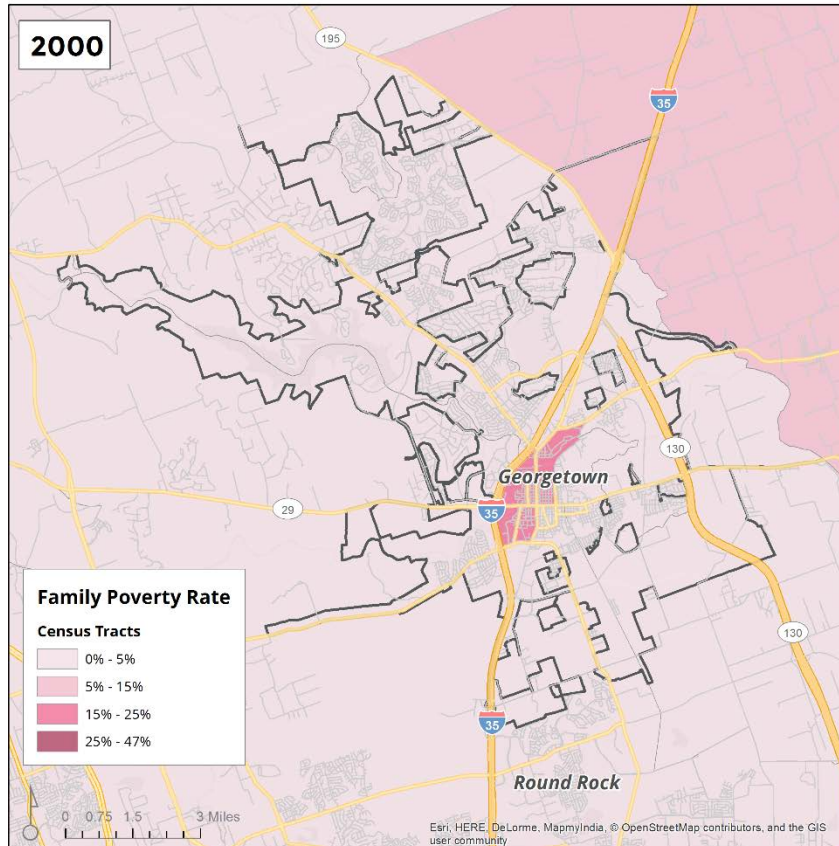 2000
195
35
130
Georgetown
29
35
130
Family Poverty Rate
Census Tracts
0% - 5%
5% - 15%
15% - 25%
25% - 47%
35
Round Rock
0 0.75 1.5 3 Miles
Esri, HERE, DeLorme, MapmyIndia, © OpenStreetMap contributors, and the GIS
user community